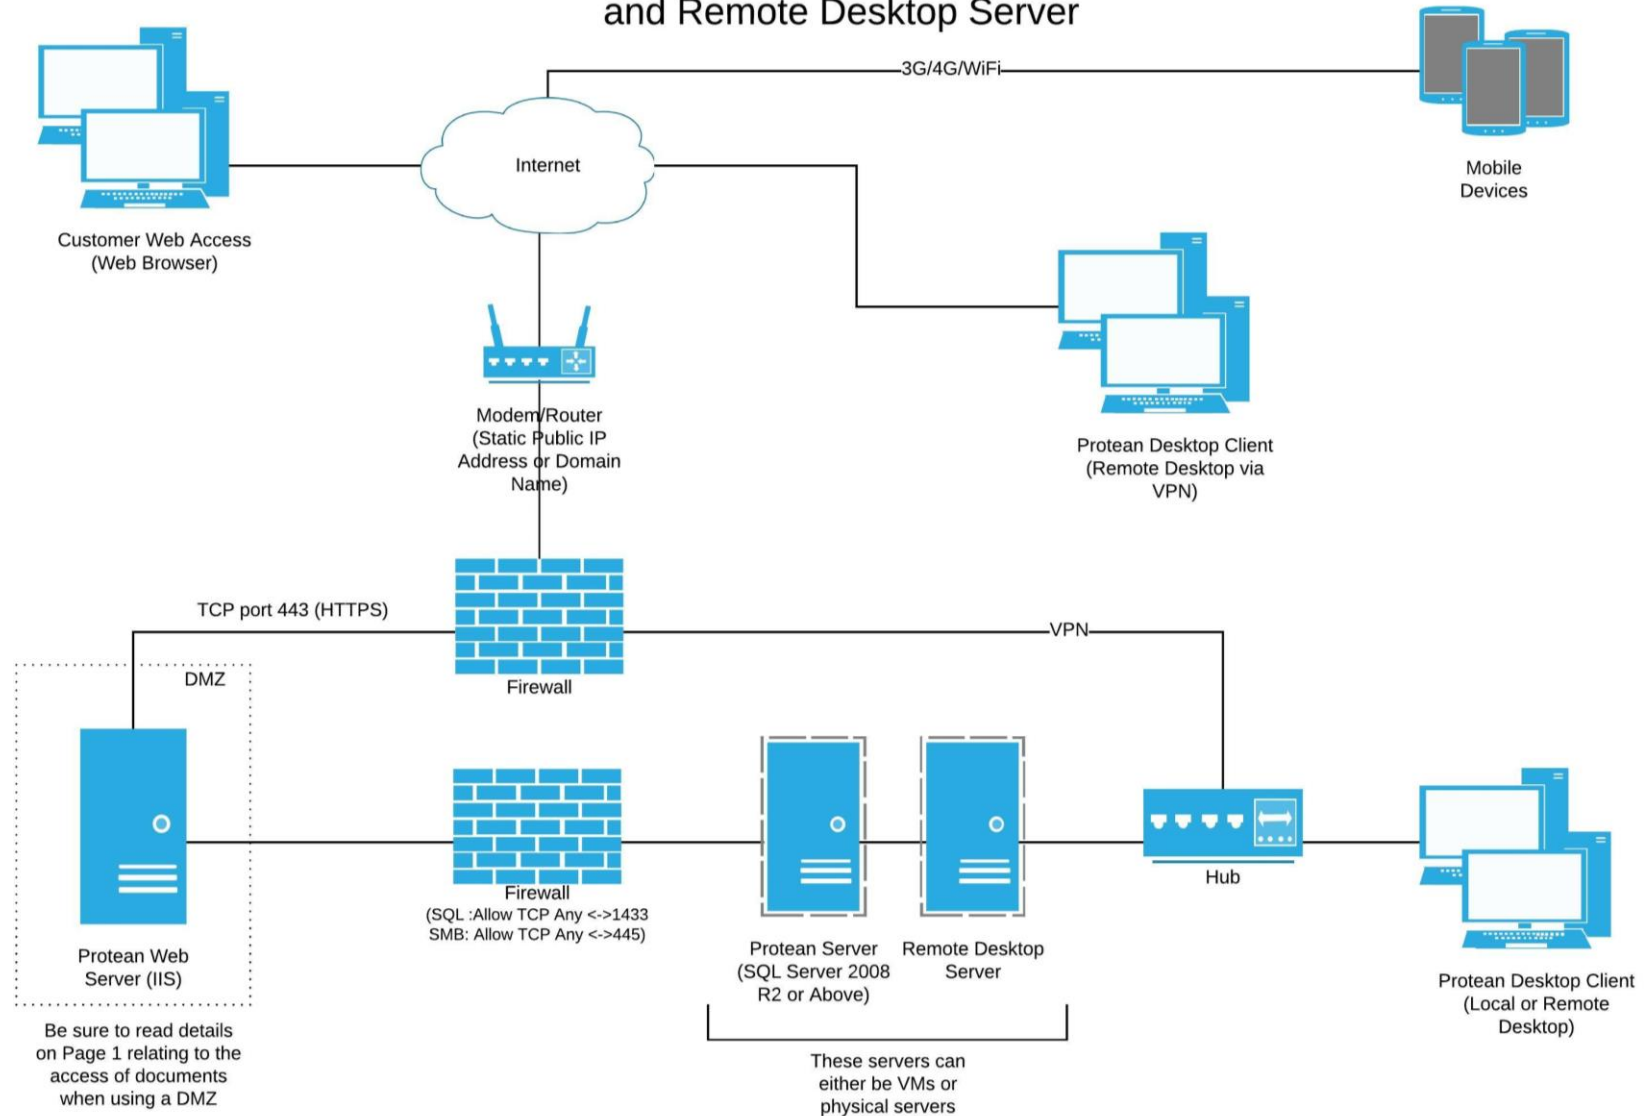 and Remote Desktop Server
3G/4G/WiFi
Internet
Mobile
Devices
Customer Web Access
(Web Browser)
Modem/Router
(Static Public IP
Address or Domain
Name)
Protean Desktop Client
(Remote Desktop via
VPN)
TCP port 443 (HTTPS)
VPN
Firewall
DMZ
Protean Web
Server (IIS)
Be sure to read details
on Page 1 relating to the
access of documents
when using a DMZ
Firewall
(SQL :Allow TCP Any <->1433
SMB: Allow TCP Any <->445)
Protean Server
(SQL Server 2008
R2 or Above)
Remote Desktop
Server
These servers can
either be VMs or
physical servers
Hub
Protean Desktop Client
(Local or Remote
Desktop)